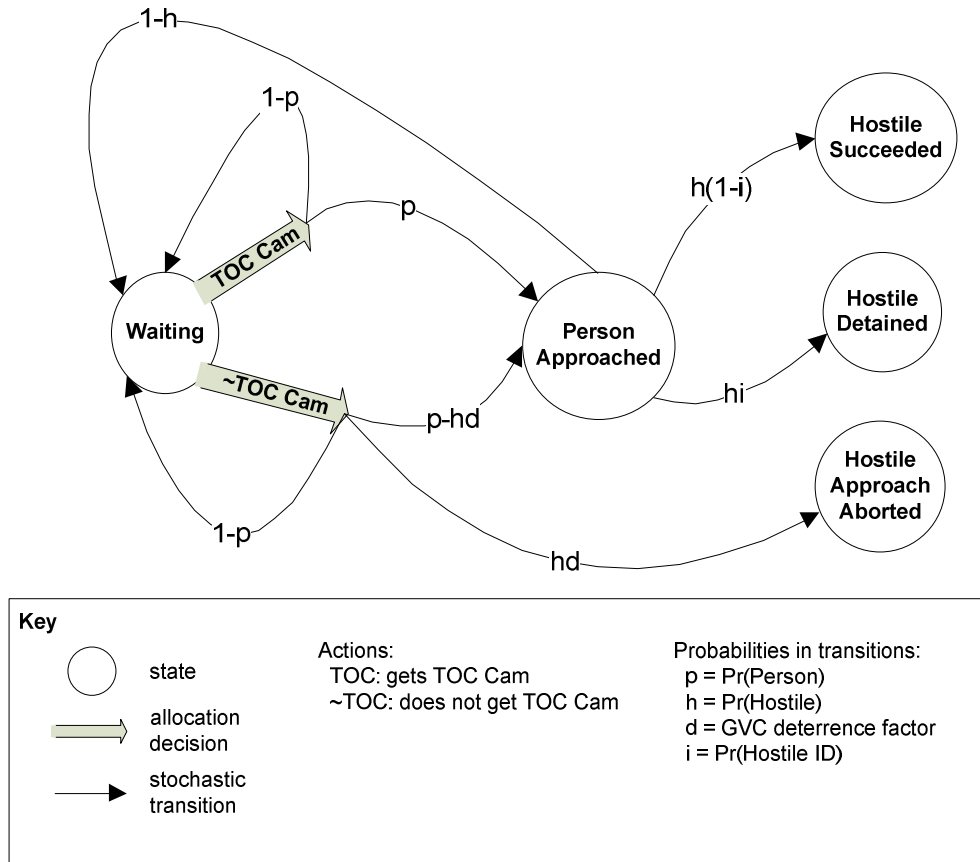 1-h
1-p
TOC Cam
p
Hostile
Succeeded
h(1-i)
Waiting
Person
Approached
Hostile
Detained
~TOC Cam
p-hd
hi
Hostile
Approach
Aborted
1-p
hd
Key
state
allocation
decision
stochastic
transition
Actions:
TOC: gets TOC Cam
~TOC: does not get TOC Cam
Probabilities in transitions:
p = Pr(Person)
h = Pr(Hostile)
d = GVC deterrence factor
i = Pr(Hostile ID)